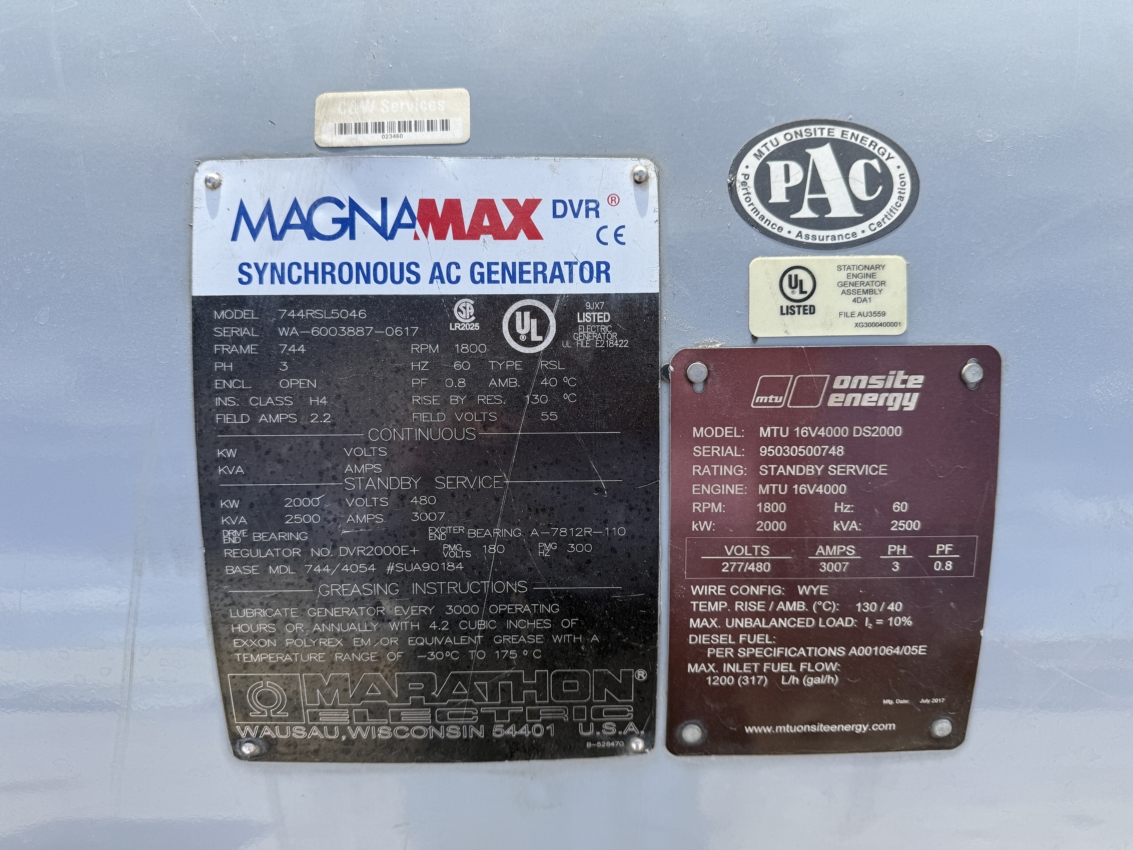 C&W Services
023460
MAGNAMAX DVR®
CE
SYNCHRONOUS AC GENERATOR
MODEL 744RSL5046
SERIAL WA-6003887-0617
FRAME 744 RPM 1800
PH 3 HZ 60 TYPE RSL
ENCL. OPEN PF 0.8 AMB. 40 °C
INS. CLASS H4 RISE BY RES. 130 °C
FIELD AMPS 2.2 FIELD VOLTS 55
SA
LR2025
UL
9JX7
LISTED
ELECTRIC
GENERATOR
UL FILE E218422
CONTINUOUS
KW VOLTS
KVA AMPS
STANDBY SERVICE
KW 2000 VOLTS 480
KVA 2500 AMPS 3007
DRIVE END BEARING EXCITER END BEARING A-7812R-110
REGULATOR NO. DVR2000E+ PMG VOLTS 180 PMG HZ 300
BASE MDL 744/4054 #SUA90184
GREASING INSTRUCTIONS
LUBRICATE GENERATOR EVERY 3000 OPERATING
HOURS OR ANNUALLY WITH 4.2 CUBIC INCHES OF
EXXON POLYREX EM OR EQUIVALENT GREASE WITH A
TEMPERATURE RANGE OF -30°C TO 175°C
MARATHON®
ELECTRIC
WAUSAU, WISCONSIN 54401 U.S.A.
B-528470
MTU ONSITE ENERGY
PAC
• Performance • Assurance • Certification •
UL
LISTED
STATIONARY
ENGINE
GENERATOR
ASSEMBLY
4DA1
FILE AU3559
XG3000400001
mtu onsite
energy
MODEL: MTU 16V4000 DS2000
SERIAL: 95030500748
RATING: STANDBY SERVICE
ENGINE: MTU 16V4000
RPM: 1800 Hz: 60
kW: 2000 kVA: 2500
VOLTS AMPS PH PF
277/480 3007 3 0.8
WIRE CONFIG: WYE
TEMP. RISE / AMB. (°C): 130 / 40
MAX. UNBALANCED LOAD: I₂ = 10%
DIESEL FUEL:
PER SPECIFICATIONS A001064/05E
MAX. INLET FUEL FLOW:
1200 (317) L/h (gal/h)
Mfg. Date: July 2017
www.mtuonsiteenergy.com